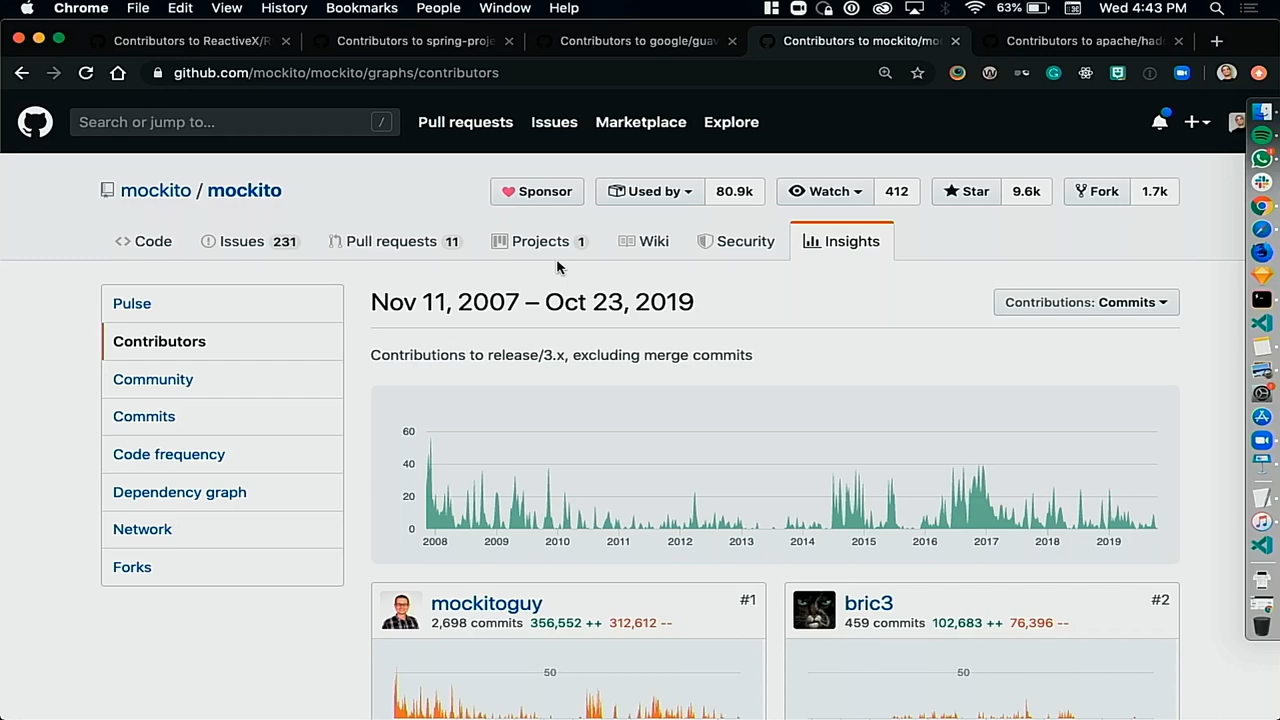 Chrome File Edit View History Bookmarks People Window Help 63% Wed 4:43 PM
Contributors to ReactiveX/R Contributors to spring-proje Contributors to google/guav Contributors to mockito/mo Contributors to apache/had
github.com/mockito/mockito/graphs/contributors
Search or jump to... / Pull requests Issues Marketplace Explore
mockito / mockito Sponsor Used by 80.9k Watch 412 Star 9.6k Fork 1.7k
Code Issues 231 Pull requests 11 Projects 1 Wiki Security Insights
Pulse
Contributors
Community
Commits
Code frequency
Dependency graph
Network
Forks
Nov 11, 2007 – Oct 23, 2019 Contributions: Commits
Contributions to release/3.x, excluding merge commits
60
40
20
0
2008 2009 2010 2011 2012 2013 2014 2015 2016 2017 2018 2019
mockitoguy #1
2,698 commits 356,552 ++ 312,612 --
50
bric3 #2
459 commits 102,683 ++ 76,396 --
50